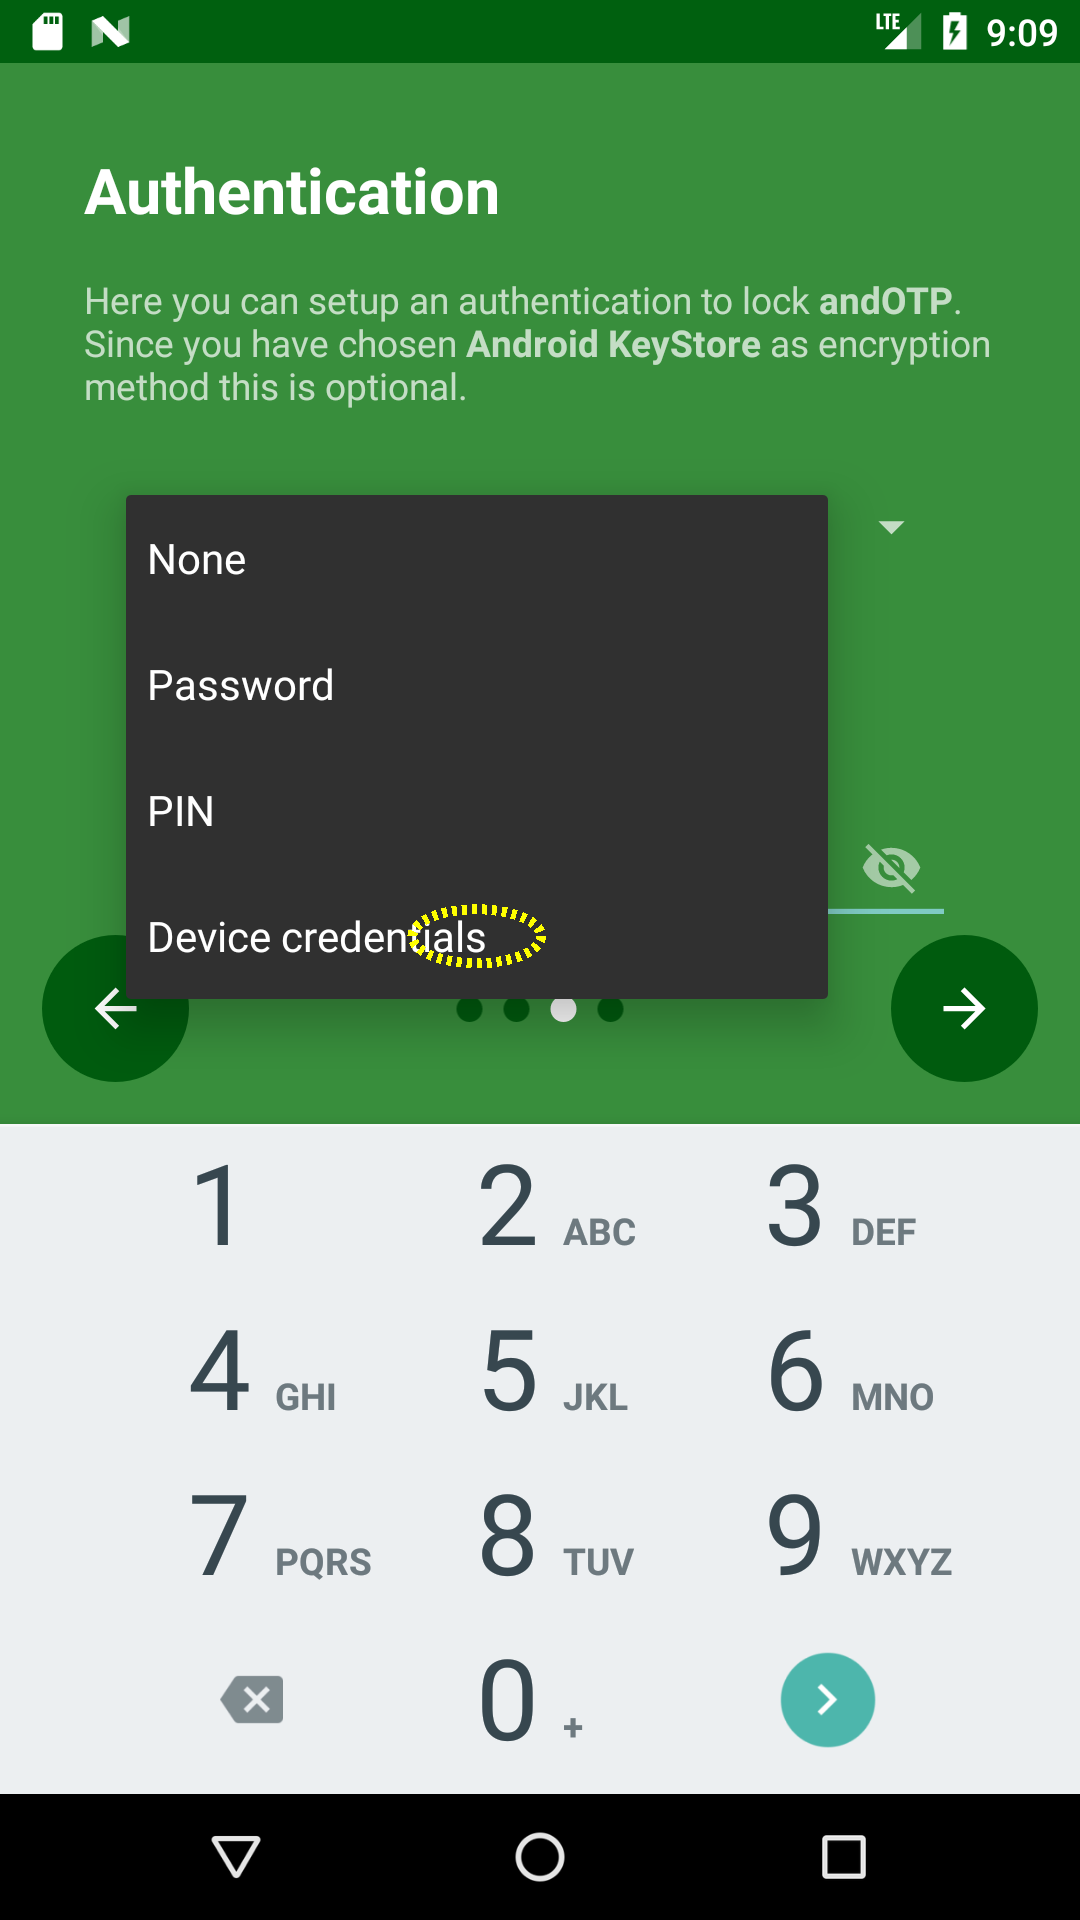 LTE 9:09
Authentication
Here you can setup an authentication to lock andOTP.
Since you have chosen Android KeyStore as encryption
method this is optional.
None
Password
PIN
Device credentials
1 2 ABC 3 DEF
4 GHI 5 JKL 6 MNO
7 PQRS 8 TUV 9 WXYZ
0 +